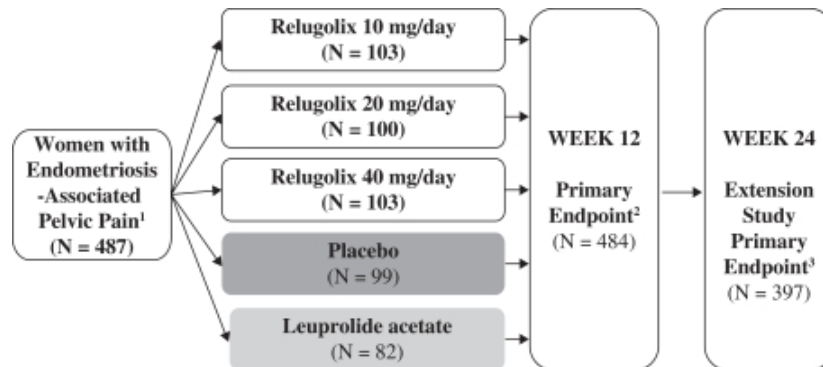 Women with
Endometriosis
-Associated
Pelvic Pain¹
(N = 487)
Relugolix 10 mg/day
(N = 103)
Relugolix 20 mg/day
(N = 100)
Relugolix 40 mg/day
(N = 103)
Placebo
(N = 99)
Leuprolide acetate
(N = 82)
WEEK 12
Primary
Endpoint²
(N = 484)
WEEK 24
Extension
Study
Primary
Endpoint³
(N = 397)